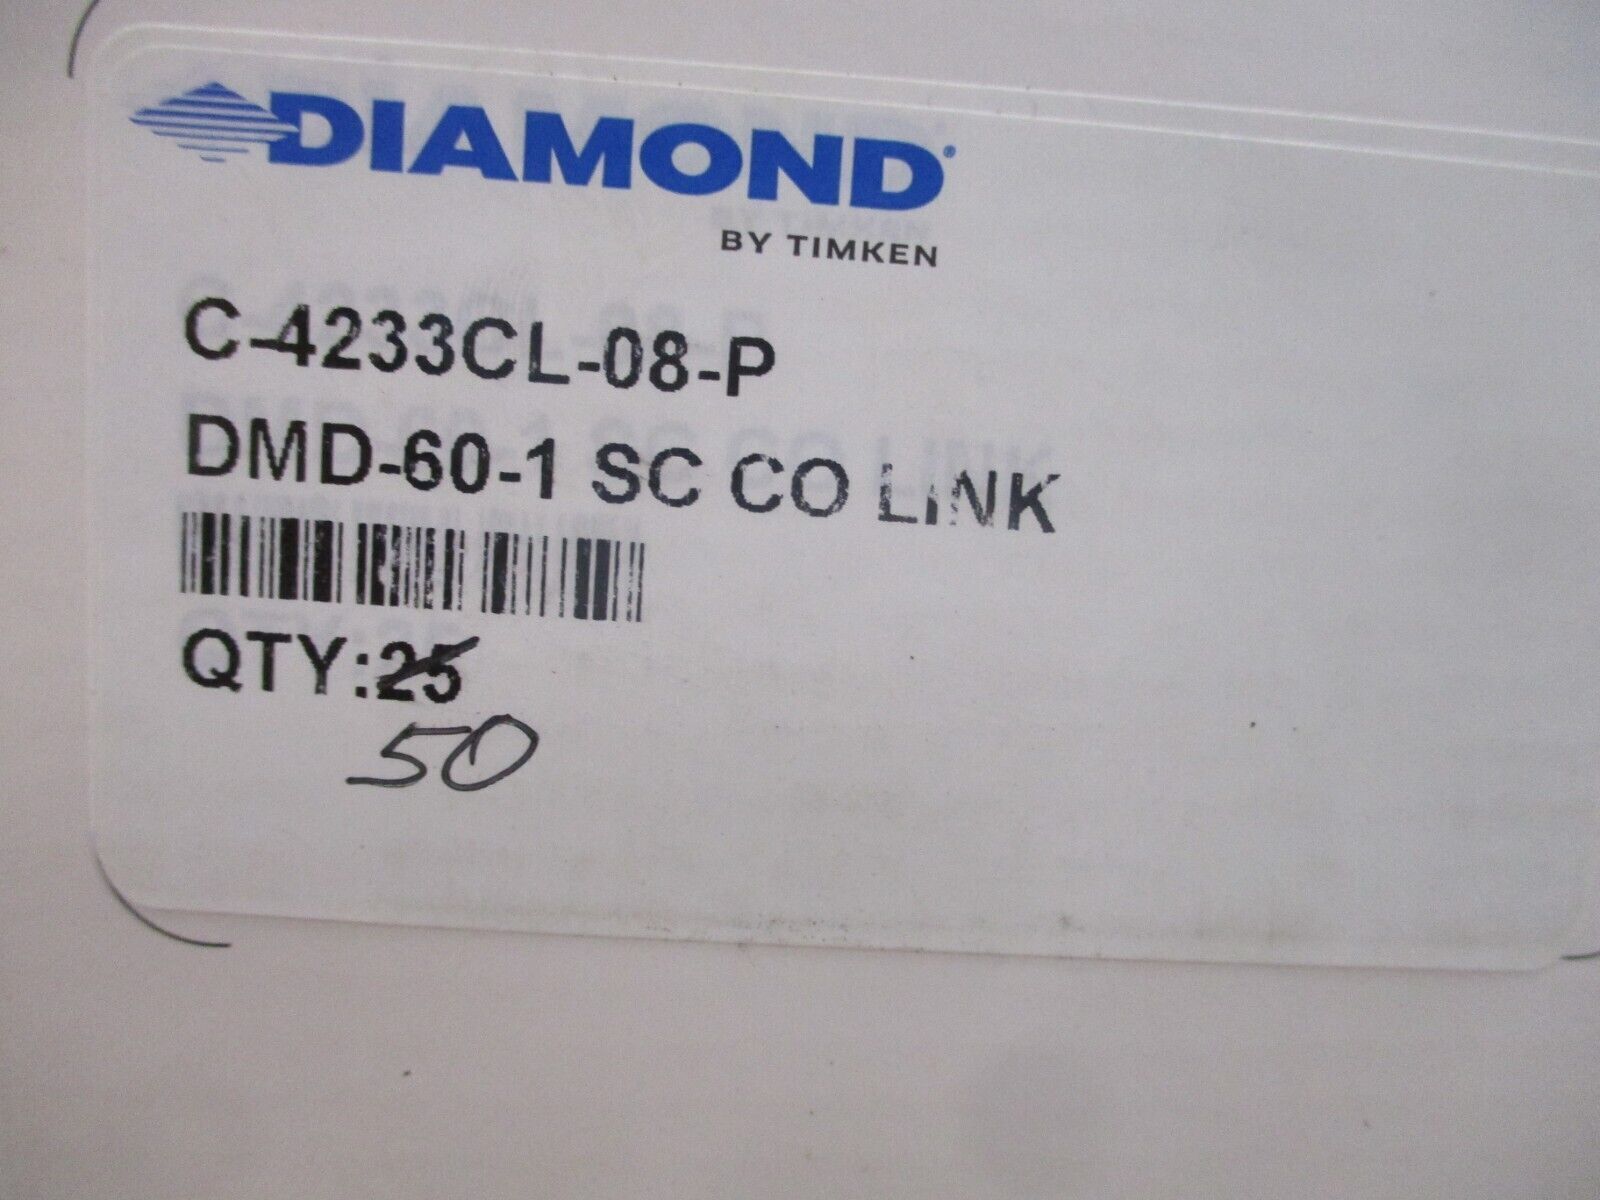 DIAMOND®
BY TIMKEN
C-4233CL-08-P
DMD-60-1 SC CO LINK
QTY:25
50